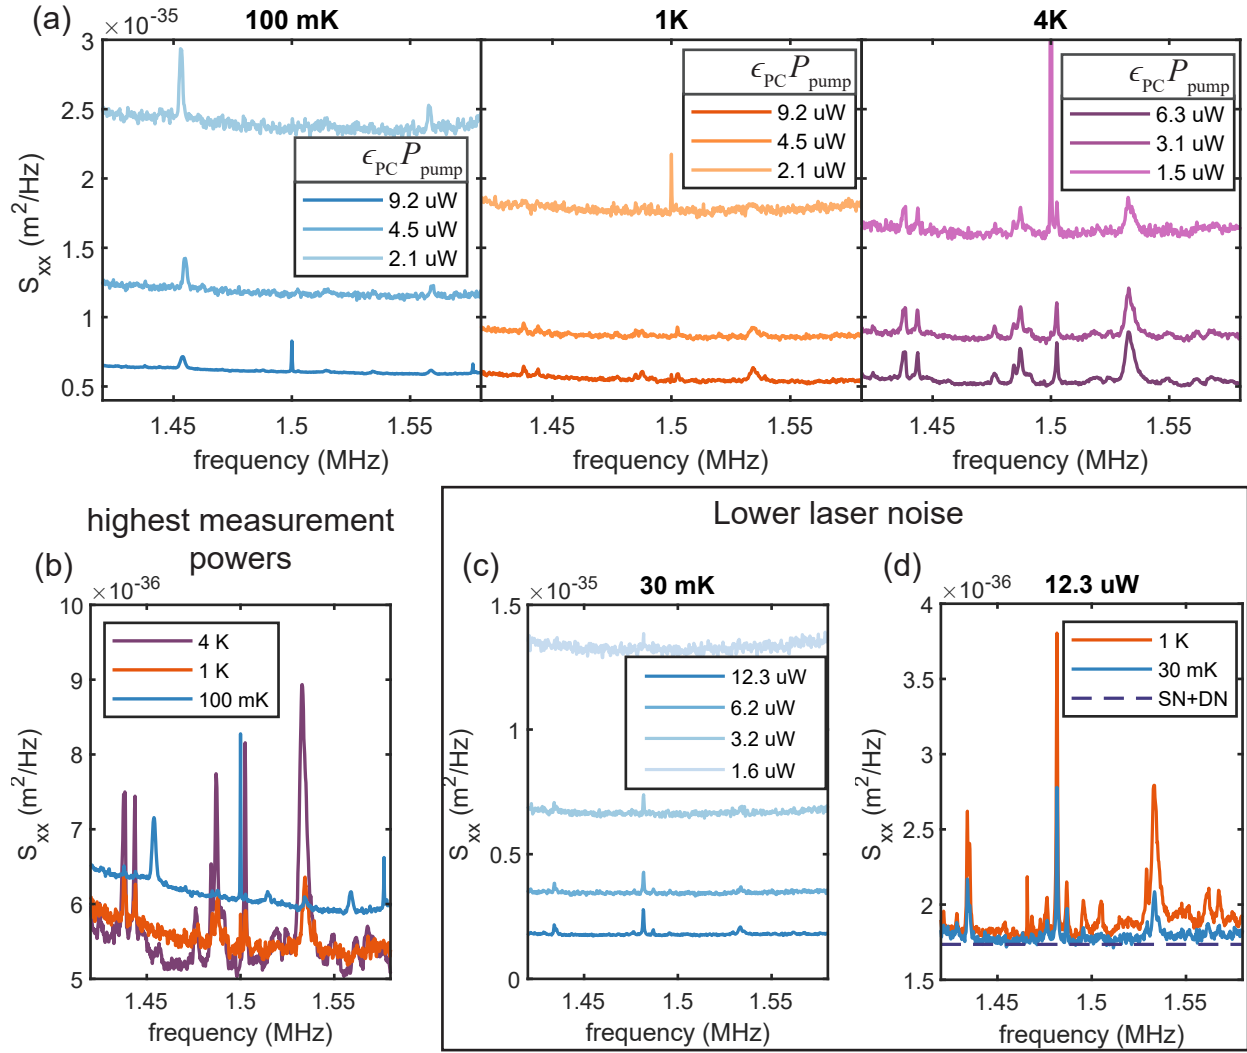 (a)
×10^-35
100 mK
1K
4K
S_xx (m^2/Hz)
3
2.5
2
1.5
1
0.5
ϵ_PC P_pump
9.2 uW
4.5 uW
2.1 uW
ϵ_PC P_pump
9.2 uW
4.5 uW
2.1 uW
ϵ_PC P_pump
6.3 uW
3.1 uW
1.5 uW
1.45
1.5
1.55
1.45
1.5
1.55
1.45
1.5
1.55
frequency (MHz)
frequency (MHz)
frequency (MHz)
highest measurement
powers
Lower laser noise
(b)
×10^-36
S_xx (m^2/Hz)
10
9
8
7
6
5
4 K
1 K
100 mK
1.45
1.5
1.55
frequency (MHz)
(c)
×10^-35
30 mK
S_xx (m^2/Hz)
1.5
1
0.5
0
12.3 uW
6.2 uW
3.2 uW
1.6 uW
1.45
1.5
1.55
frequency (MHz)
(d)
×10^-36
12.3 uW
S_xx (m^2/Hz)
4
3.5
3
2.5
2
1.5
1 K
30 mK
SN+DN
1.45
1.5
1.55
frequency (MHz)